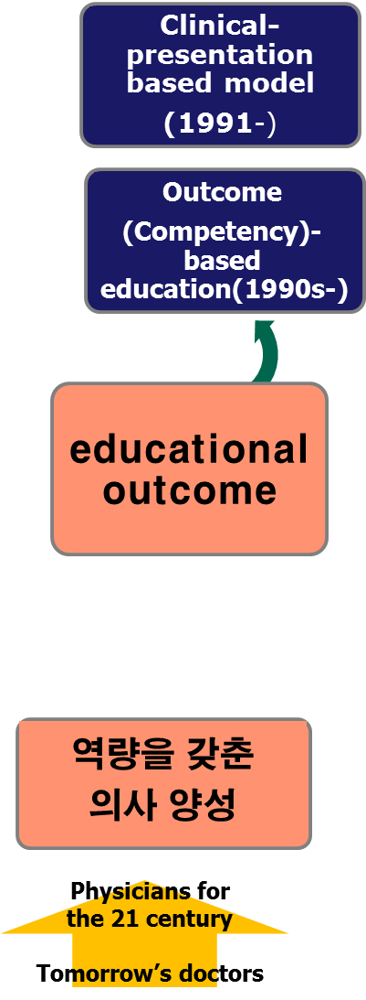 Clinical-
presentation
based model
(1991-)
Outcome
(Competency)-
based
education(1990s-)
educational
outcome
역량을 갖춘
의사 양성
Physicians for
the 21 century
Tomorrow’s doctors